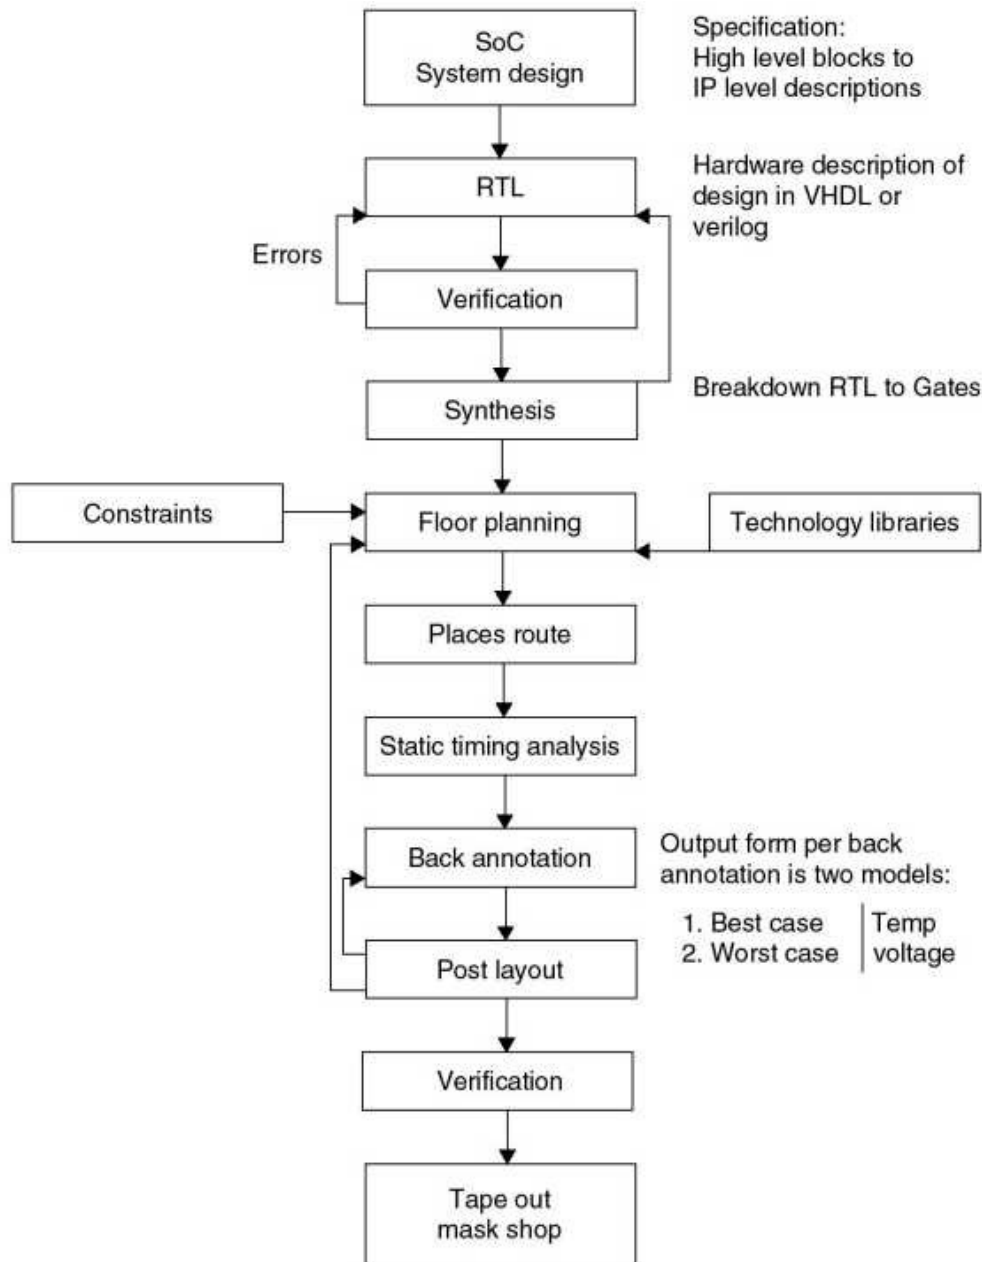 SoC
System design
Specification:
High level blocks to
IP level descriptions
RTL
Hardware description of
design in VHDL or
verilog
Errors
Verification
Synthesis
Breakdown RTL to Gates
Constraints
Floor planning
Technology libraries
Places route
Static timing analysis
Back annotation
Output form per back
annotation is two models:
1. Best case
2. Worst case
Temp
voltage
Post layout
Verification
Tape out
mask shop